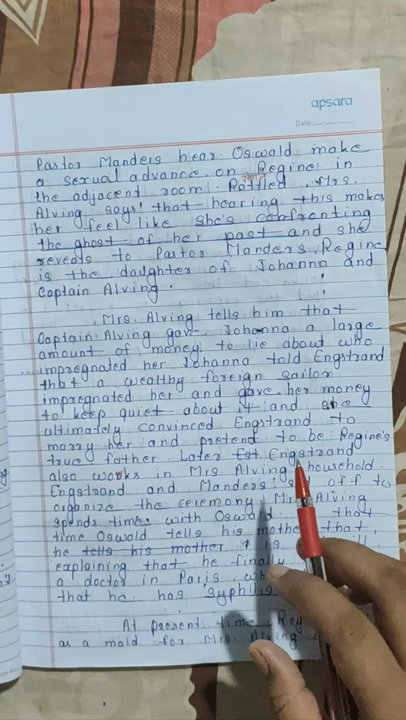 apsara
Date:
Pastor Manders hear Oswald make
a sexual advance on Regine in
the adjacent room. Rattled, Mrs.
Alving says that hearing this makes
her feel like she's confronting
the ghost of her past and she
reveals to Pastor Manders, Regine
is the daughter of Johanna and
Captain Alving.
Mrs. Alving tells him that
Captain Alving gave Johanna a large
amount of money to lie about who
impregnated her. Johanna told Engstrand
that a wealthy foreign sailor
impregnated her and gave her money
to keep quiet about it and she
ultimately convinced Engstrand to
marry her and pretend to be Regine's
true father. Later Engstrand
also works in Mrs Alving household.
Engstrand and Manders off to
organize the ceremony. Mrs Alving
spends time with Oswald that
time Oswald tells his mother that,
he tells his mother is
explaining that he finally
a doctor in Paris,
that he has syphilis
At present time Reg
as a maid for Mrs. Alving